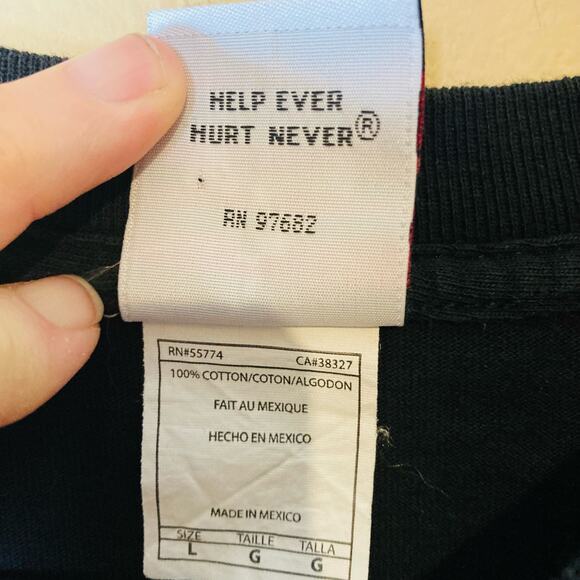 HELP EVER
HURT NEVER®
RN 97682
RN#55774 CA#38327
100% COTTON/COTON/ALGODON
FAIT AU MEXIQUE
HECHO EN MEXICO
MADE IN MEXICO
SIZE TAILLE TALLA
L G G